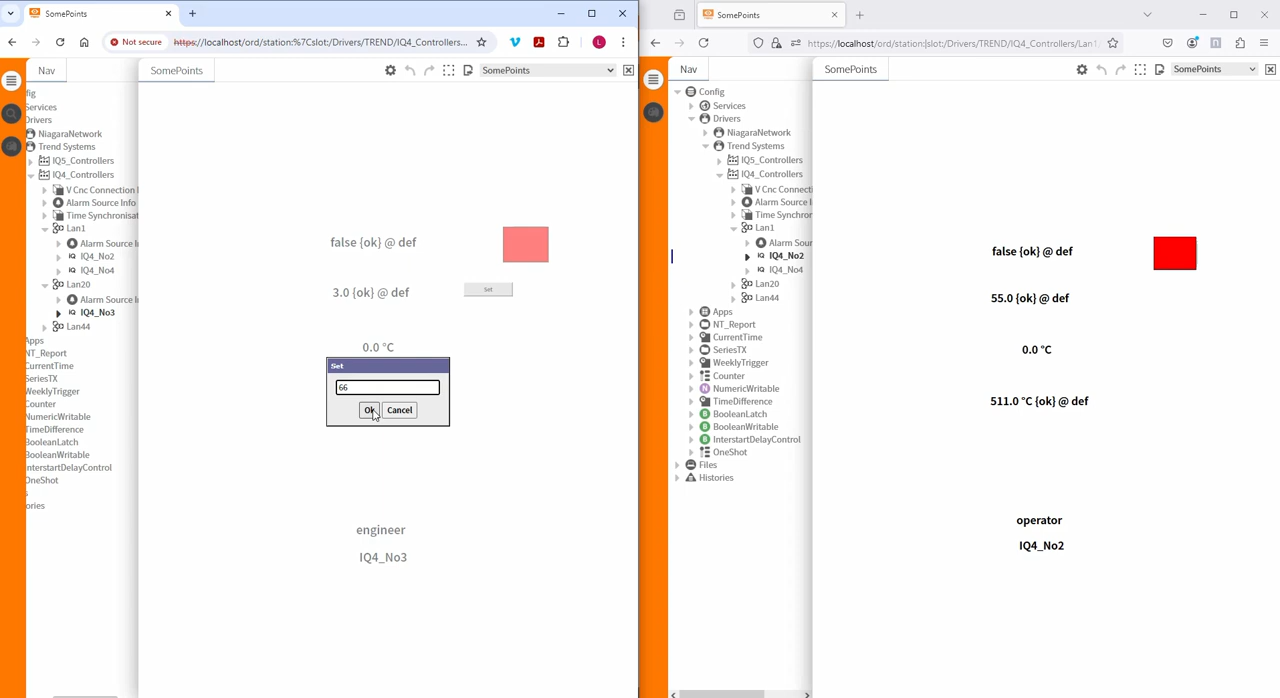 SomePoints
Not secure
https://localhost/ord/station:%7Cslot:/Drivers/TREND/IQ4_Controllers...
L
Nav
SomePoints
SomePoints
fig
Services
Drivers
NiagaraNetwork
Trend Systems
IQ5_Controllers
IQ4_Controllers
V Cnc Connection
Alarm Source Info
Time Synchronisat
Lan1
Alarm Source I
IQ4_No2
IQ4_No4
Lan20
Alarm Source I
IQ4_No3
Lan44
Apps
NT_Report
CurrentTime
SeriesTX
WeeklyTrigger
Counter
NumericWritable
TimeDifference
BooleanLatch
BooleanWritable
InterstartDelayControl
OneShot
s
ories
false {ok} @ def
3.0 {ok} @ def
Set
0.0 °C
Set
66
Ok
Cancel
engineer
IQ4_No3
SomePoints
https://localhost/ord/station:|slot:/Drivers/TREND/IQ4_Controllers/Lan1
Nav
SomePoints
SomePoints
Config
Services
Drivers
NiagaraNetwork
Trend Systems
IQ5_Controllers
IQ4_Controllers
V Cnc Connecti
Alarm Source I
Time Synchror
Lan1
Alarm Sour
IQ4_No2
IQ4_No4
Lan20
Lan44
Apps
NT_Report
CurrentTime
SeriesTX
WeeklyTrigger
Counter
NumericWritable
TimeDifference
BooleanLatch
BooleanWritable
InterstartDelayControl
OneShot
Files
Histories
false {ok} @ def
55.0 {ok} @ def
0.0 °C
511.0 °C {ok} @ def
operator
IQ4_No2